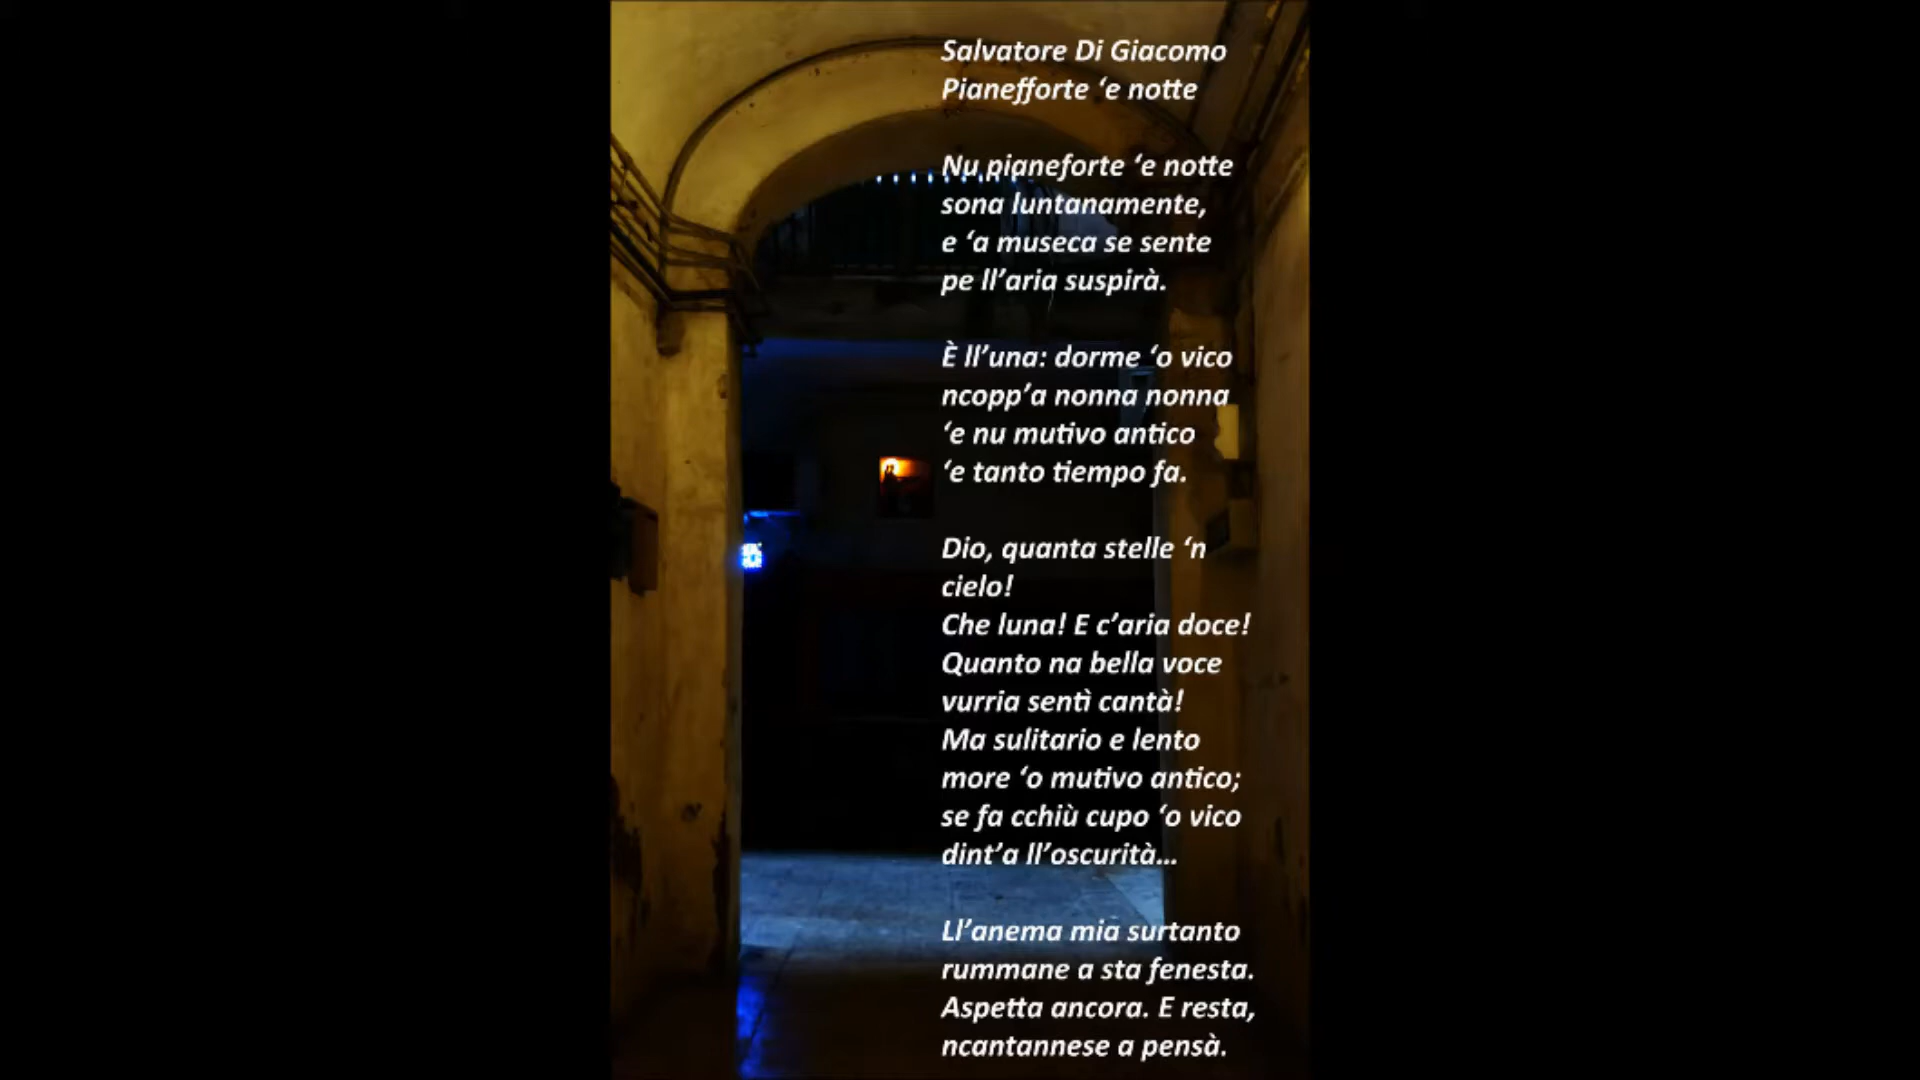 Salvatore Di Giacomo
Pianefforte ‘e notte
Nu pianeforte ‘e notte
sona luntanamente,
e ‘a museca se sente
pe ll’aria suspirà.
È ll’una: dorme ‘o vico
ncopp’a nonna nonna
‘e nu mutivo antico
‘e tanto tiempo fa.
Dio, quanta stelle ‘n
cielo!
Che luna! E c’aria doce!
Quanto na bella voce
vurria sentì cantà!
Ma sulitario e lento
more ‘o mutivo antico;
se fa cchiù cupo ‘o vico
dint’a ll’oscurità…
Ll’anema mia surtanto
rummane a sta fenesta.
Aspetta ancora. E resta,
ncantannese a pensà.